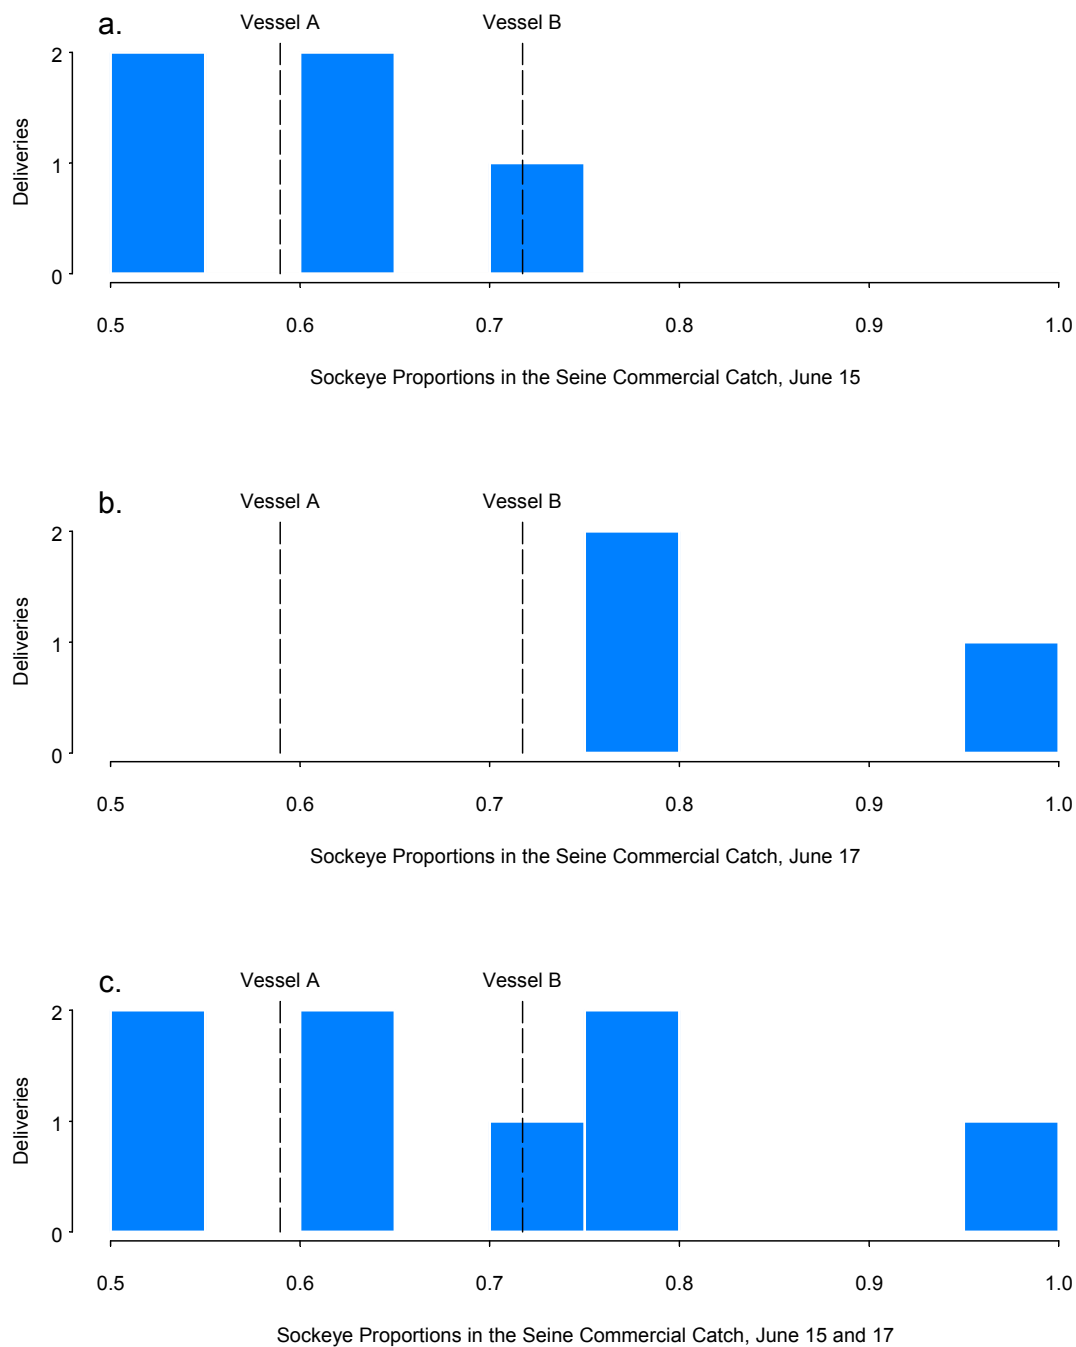 a.
Vessel A
Vessel B
2
1
0
Deliveries
0.5
0.6
0.7
0.8
0.9
1.0
Sockeye Proportions in the Seine Commercial Catch, June 15
b.
Vessel A
Vessel B
2
1
0
Deliveries
0.5
0.6
0.7
0.8
0.9
1.0
Sockeye Proportions in the Seine Commercial Catch, June 17
c.
Vessel A
Vessel B
2
1
0
Deliveries
0.5
0.6
0.7
0.8
0.9
1.0
Sockeye Proportions in the Seine Commercial Catch, June 15 and 17